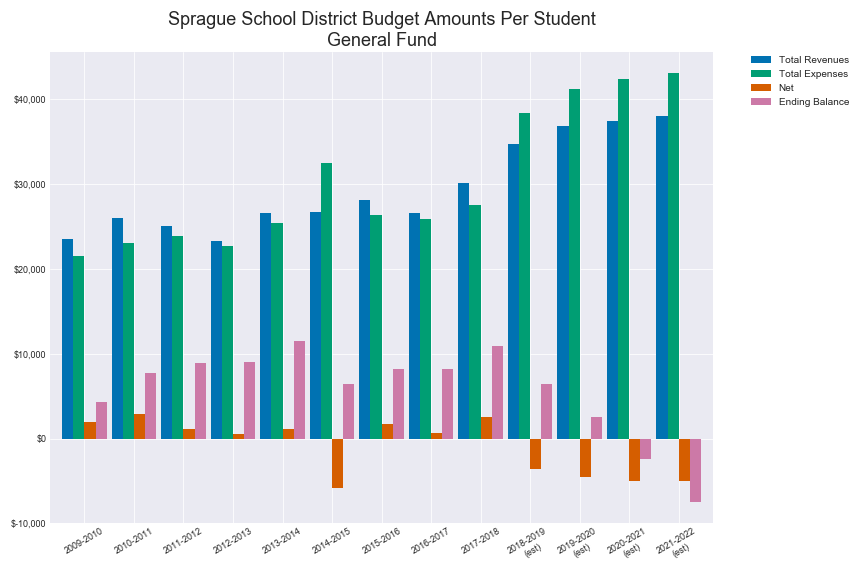 Sprague School District Budget Amounts Per Student
General Fund
Total Revenues
Total Expenses
Net
Ending Balance
$40,000
$30,000
$20,000
$10,000
$0
$-10,000
2009-2010
2010-2011
2011-2012
2012-2013
2013-2014
2014-2015
2015-2016
2016-2017
2017-2018
2018-2019
(est)
2019-2020
(est)
2020-2021
(est)
2021-2022
(est)